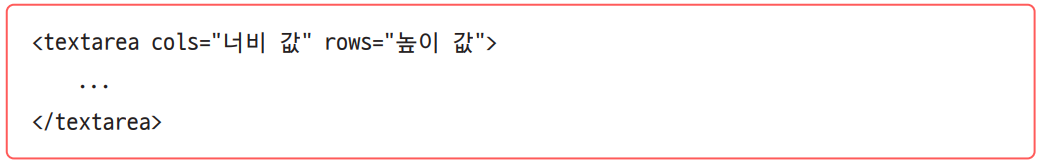 <textarea cols="너비 값" rows="높이 값">
...
</textarea>